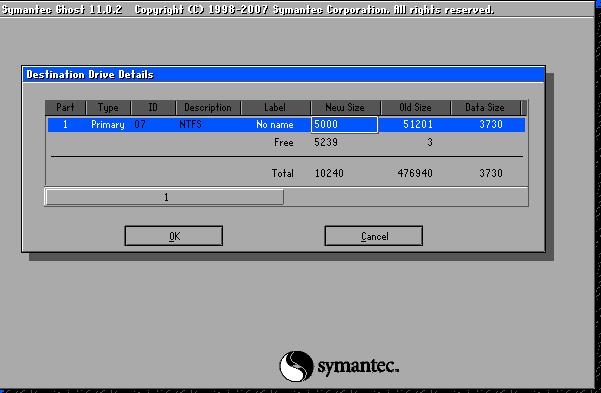 Symantec Ghost 11.0.2 Copyright (C) 1998-2007 Symantec Corporation. All rights reserved.
Destination Drive Details
Part Type ID Description Label New Size Old Size Data Size
1 Primary 07 NTFS No name 5000 51201 3730
Free 5239 3
Total 10240 476940 3730
1
OK Cancel
symantec.